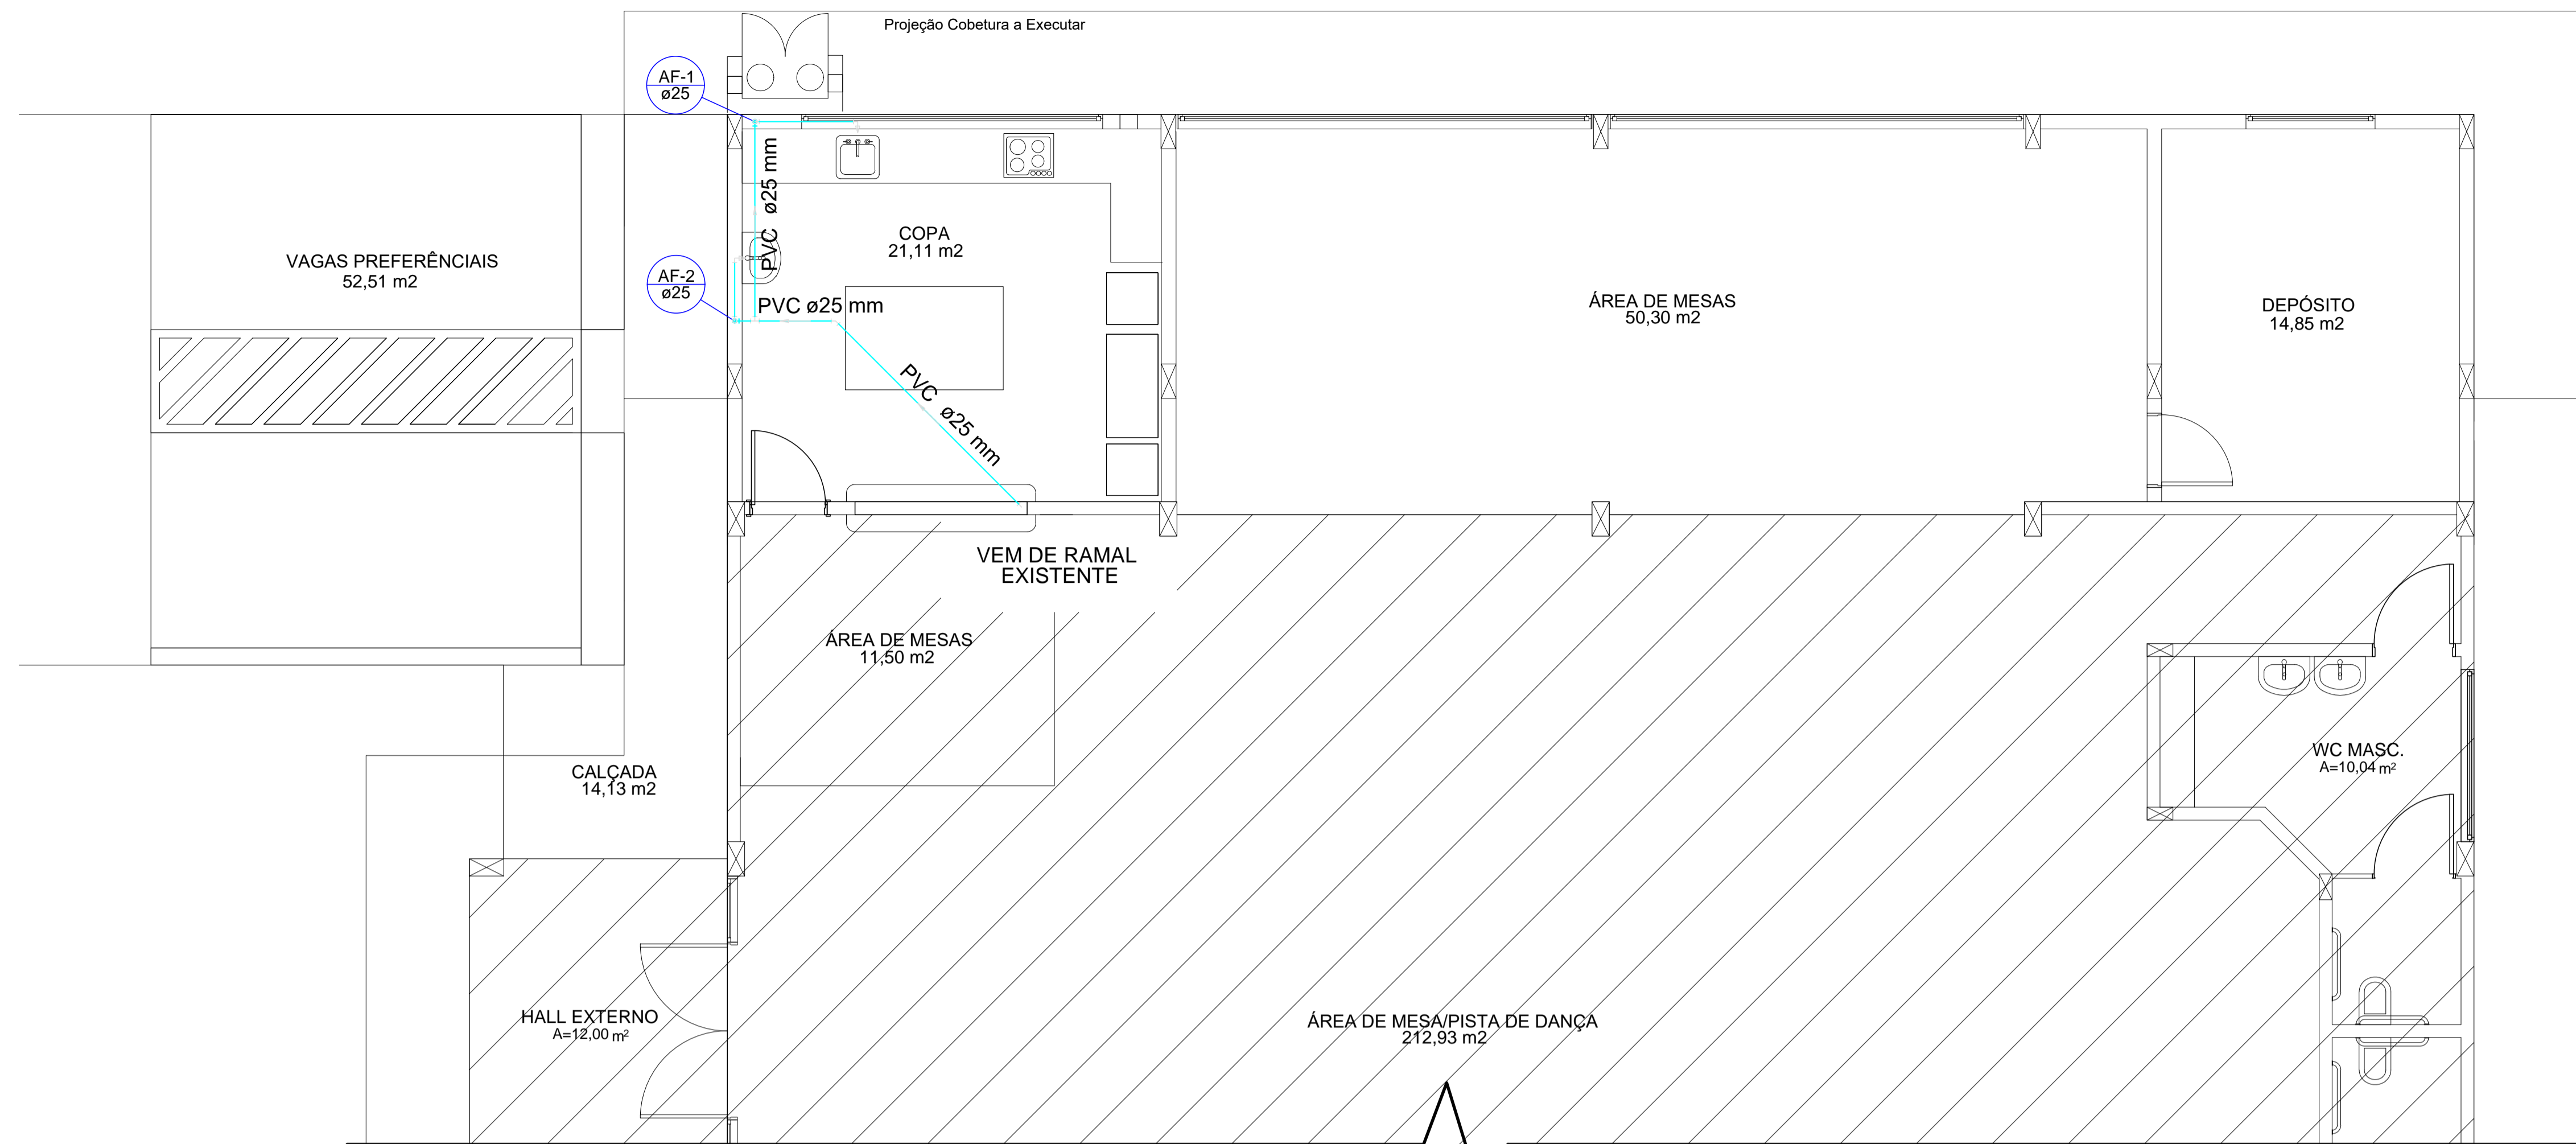 Projeção Cobetura a Executar
AF-1
ø25
PVC ø25 mm
VAGAS PREFERÊNCIAIS
52,51 m2
COPA
21,11 m2
AF-2
ø25
PVC ø25 mm
ÁREA DE MESAS
50,30 m2
DEPÓSITO
14,85 m2
PVC ø25 mm
VEM DE RAMAL
EXISTENTE
ÁREA DE MESAS
11,50 m2
WC MASC.
A=10,04 m²
CALÇADA
14,13 m2
HALL EXTERNO
A=12,00 m²
ÁREA DE MESA/PISTA DE DANÇA
212,93 m2